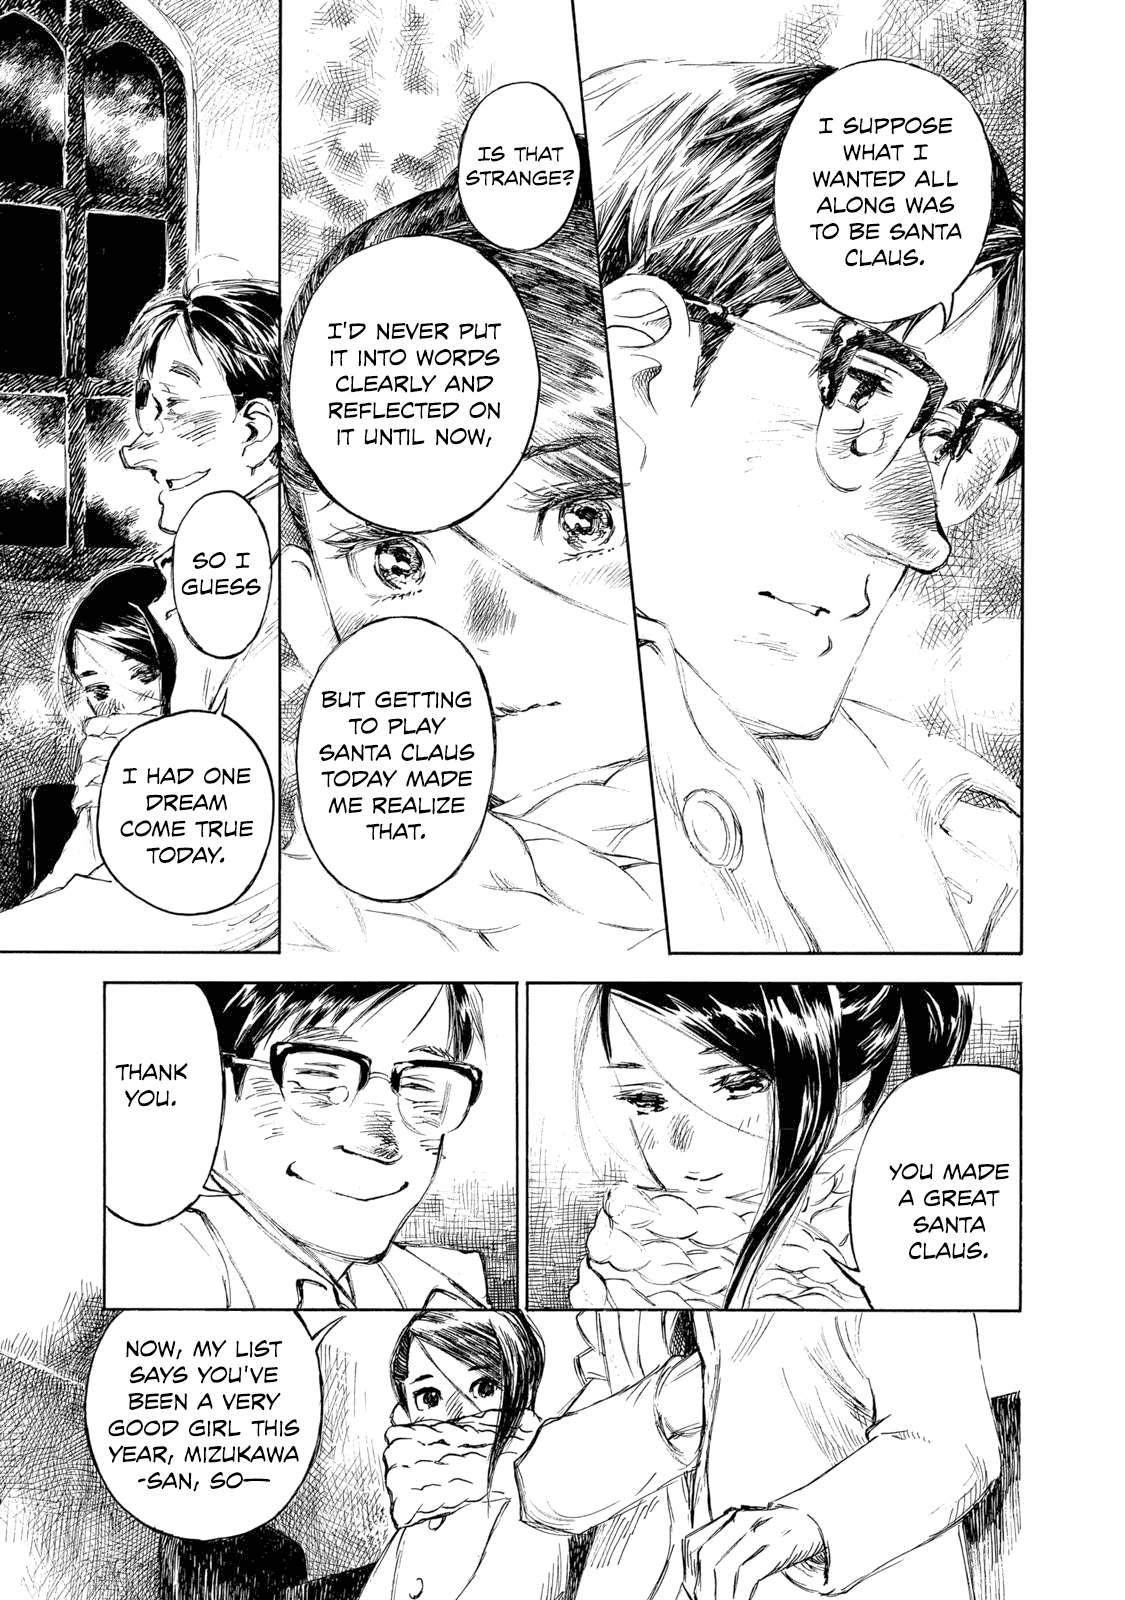 I SUPPOSE
WHAT I
WANTED ALL
ALONG WAS
TO BE SANTA
CLAUS.
IS THAT
STRANGE?
I'D NEVER PUT
IT INTO WORDS
CLEARLY AND
REFLECTED ON
IT UNTIL NOW,
BUT GETTING
TO PLAY
SANTA CLAUS
TODAY MADE
ME REALIZE
THAT.
SO I
GUESS
I HAD ONE
DREAM
COME TRUE
TODAY.
YOU MADE
A GREAT
SANTA
CLAUS.
THANK
YOU.
NOW, MY LIST
SAYS YOU'VE
BEEN A VERY
GOOD GIRL THIS
YEAR, MIZUKAWA
-SAN, SO—